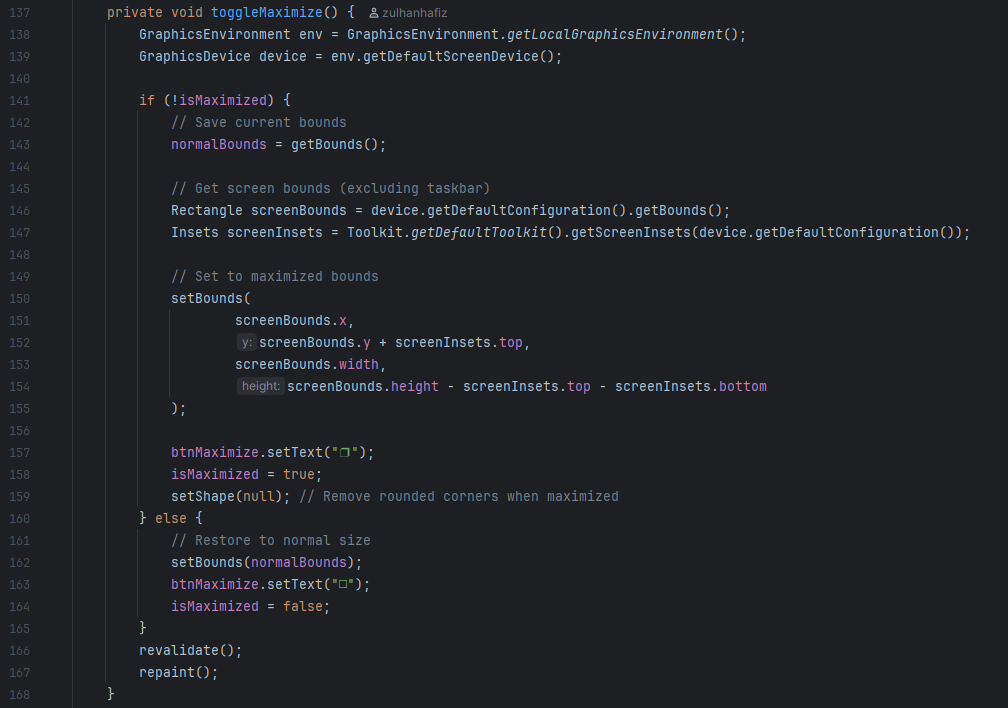 137 private void toggleMaximize() { zulhanhafiz
138 GraphicsEnvironment env = GraphicsEnvironment.getLocalGraphicsEnvironment();
139 GraphicsDevice device = env.getDefaultScreenDevice();
140
141 if (!isMaximized) {
142 // Save current bounds
143 normalBounds = getBounds();
144
145 // Get screen bounds (excluding taskbar)
146 Rectangle screenBounds = device.getDefaultConfiguration().getBounds();
147 Insets screenInsets = Toolkit.getDefaultToolkit().getScreenInsets(device.getDefaultConfiguration());
148
149 // Set to maximized bounds
150 setBounds(
151 screenBounds.x,
152 y: screenBounds.y + screenInsets.top,
153 screenBounds.width,
154 height: screenBounds.height - screenInsets.top - screenInsets.bottom
155 );
156
157 btnMaximize.setText("❐");
158 isMaximized = true;
159 setShape(null); // Remove rounded corners when maximized
160 } else {
161 // Restore to normal size
162 setBounds(normalBounds);
163 btnMaximize.setText("□");
164 isMaximized = false;
165 }
166 revalidate();
167 repaint();
168 }